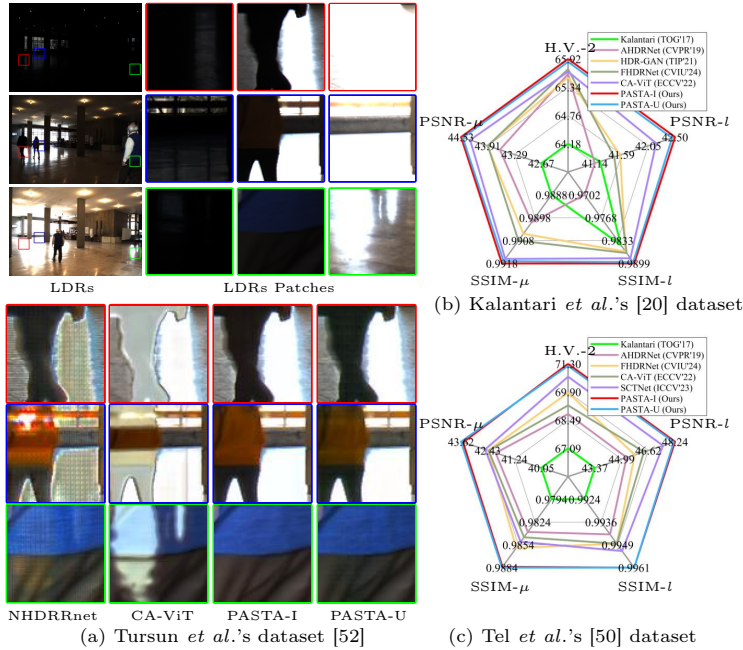 LDRs
LDRs Patches
NHDRRnet
CA-ViT
PASTA-I
PASTA-U
(a) Tursun et al.'s dataset [52]
Kalantari (TOG'17)
AHDRNet (CVPR'19)
HDR-GAN (TIP'21)
FHDRNet (CVIU'24)
CA-ViT (ECCV'22)
PASTA-I (Ours)
PASTA-U (Ours)
H.V.-2
65.92
65.34
64.76
64.18
PSNR-μ
44.53
43.91
43.29
42.67
PSNR-l
42.50
42.05
41.59
41.14
SSIM-μ
0.9918
0.9908
0.9898
0.9888
SSIM-l
0.9899
0.9833
0.9768
0.9702
(b) Kalantari et al.'s [20] dataset
Kalantari (TOG'17)
AHDRNet (CVPR'19)
FHDRNet (CVIU'24)
CA-ViT (ECCV'22)
SCTNet (ICCV'23)
PASTA-I (Ours)
PASTA-U (Ours)
H.V.-2
71.30
69.90
68.49
67.09
PSNR-μ
43.62
42.43
41.24
40.05
PSNR-l
48.24
46.62
44.99
43.37
SSIM-μ
0.9884
0.9854
0.9824
0.9794
SSIM-l
0.9961
0.9949
0.9936
0.9924
(c) Tel et al.'s [50] dataset